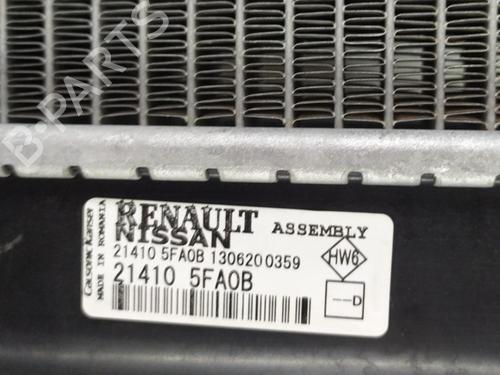 B-PARTS
RENAULT
NISSAN
ASSEMBLY
21410 5FA0B 1306200359
21410 5FA0B
HW6
--D
Calsonic Kansei
MADE IN ROMANIA